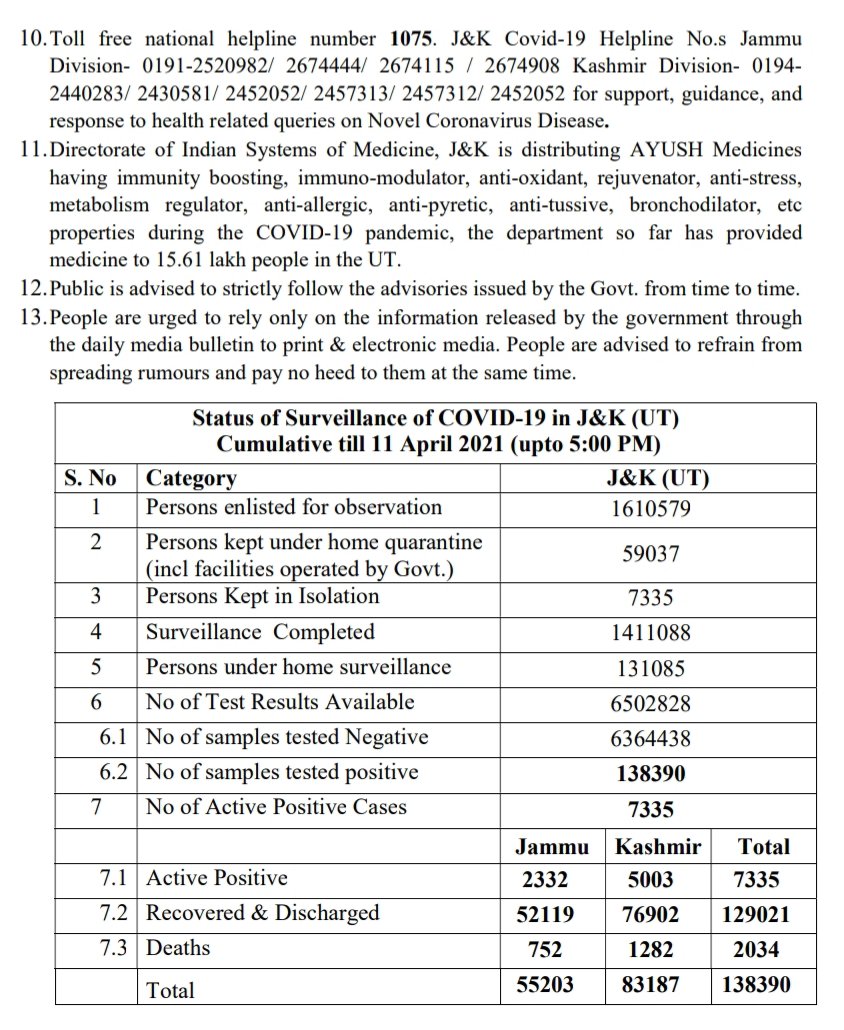 10. Toll free national helpline number 1075. J&K Covid-19 Helpline No.s Jammu
Division- 0191-2520982/ 2674444/ 2674115 / 2674908 Kashmir Division- 0194-
2440283/ 2430581/ 2452052/ 2457313/ 2457312/ 2452052 for support, guidance, and
response to health related queries on Novel Coronavirus Disease.
11. Directorate of Indian Systems of Medicine, J&K is distributing AYUSH Medicines
having immunity boosting, immuno-modulator, anti-oxidant, rejuvenator, anti-stress,
metabolism regulator, anti-allergic, anti-pyretic, anti-tussive, bronchodilator, etc
properties during the COVID-19 pandemic, the department so far has provided
medicine to 15.61 lakh people in the UT.
12. Public is advised to strictly follow the advisories issued by the Govt. from time to time.
13. People are urged to rely only on the information released by the government through
the daily media bulletin to print & electronic media. People are advised to refrain from
spreading rumours and pay no heed to them at the same time.
Status of Surveillance of COVID-19 in J&K (UT)
Cumulative till 11 April 2021 (upto 5:00 PM)
S. No Category J&K (UT)
1 Persons enlisted for observation 1610579
2 Persons kept under home quarantine
(incl facilities operated by Govt.) 59037
3 Persons Kept in Isolation 7335
4 Surveillance Completed 1411088
5 Persons under home surveillance 131085
6 No of Test Results Available 6502828
6.1 No of samples tested Negative 6364438
6.2 No of samples tested positive 138390
7 No of Active Positive Cases 7335
Jammu Kashmir Total
7.1 Active Positive 2332 5003 7335
7.2 Recovered & Discharged 52119 76902 129021
7.3 Deaths 752 1282 2034
Total 55203 83187 138390